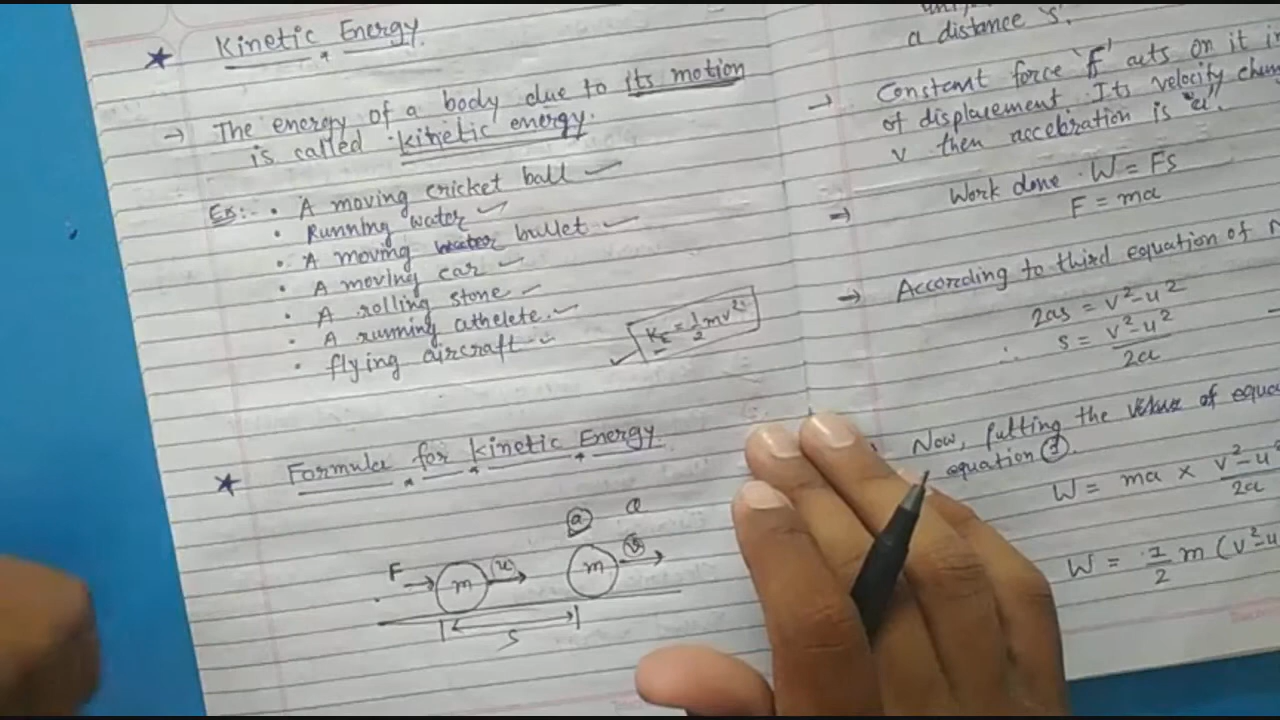 Kinetic Energy
→ The energy of a body due to its motion
is called kinetic energy.
Ex:- • A moving cricket ball
• Running water
• A moving bullet
• A moving car
• A rolling stone
• A running athelete.
• flying aircraft
KE = 1/2 mv²
Formula for Kinetic Energy
a a
F m u m v
S
a distance 's'.
→ Constant force 'F' acts on it in
of displacement. Its velocity
v then accelration is "a".
→ Work done W = Fs
F = ma
→ According to third equation of
2as = v² - u²
∴ s = v² - u² / 2a
Now, putting the value of
equation 1.
W = ma × v² - u² / 2a
W = 1/2 m (v² - u